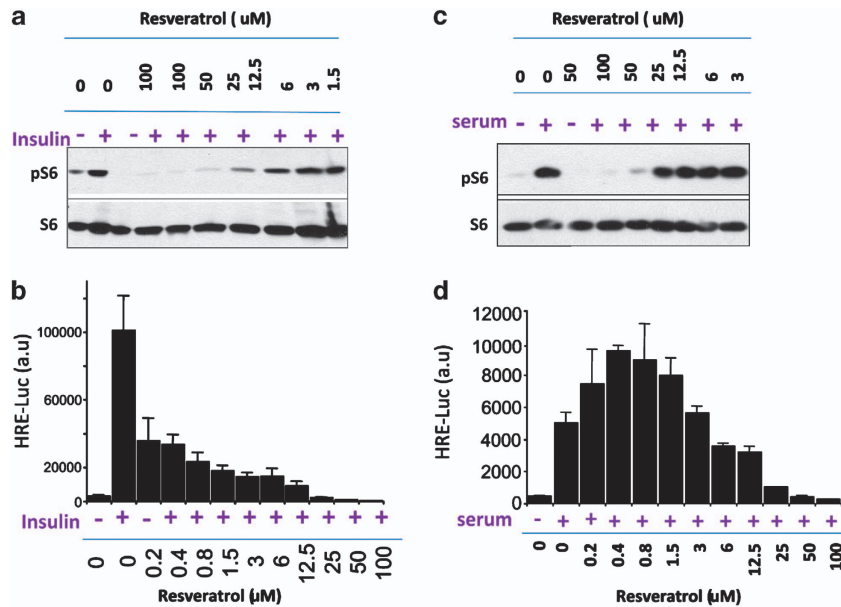 a
Resveratrol ( uM)
0 0 100 100 50 25 12.5 6 3 1.5
Insulin - + - + + + + + + +
pS6
S6
b
HRE-Luc (a.u)
100000
60000
20000
0
Insulin - + - + + + + + + + + +
0 0 0.2 0.4 0.8 1.5 3 6 12.5 25 50 100
Resveratrol (µM)
c
Resveratrol ( uM)
0 0 50 100 50 25 12.5 6 3
serum - + - + + + + + +
pS6
S6
d
HRE-Luc (a.u)
12000
10000
8000
6000
4000
2000
0
serum - + + + + + + + + + + +
0 0 0.2 0.4 0.8 1.5 3 6 12.5 25 50 100
Resveratrol (µM)